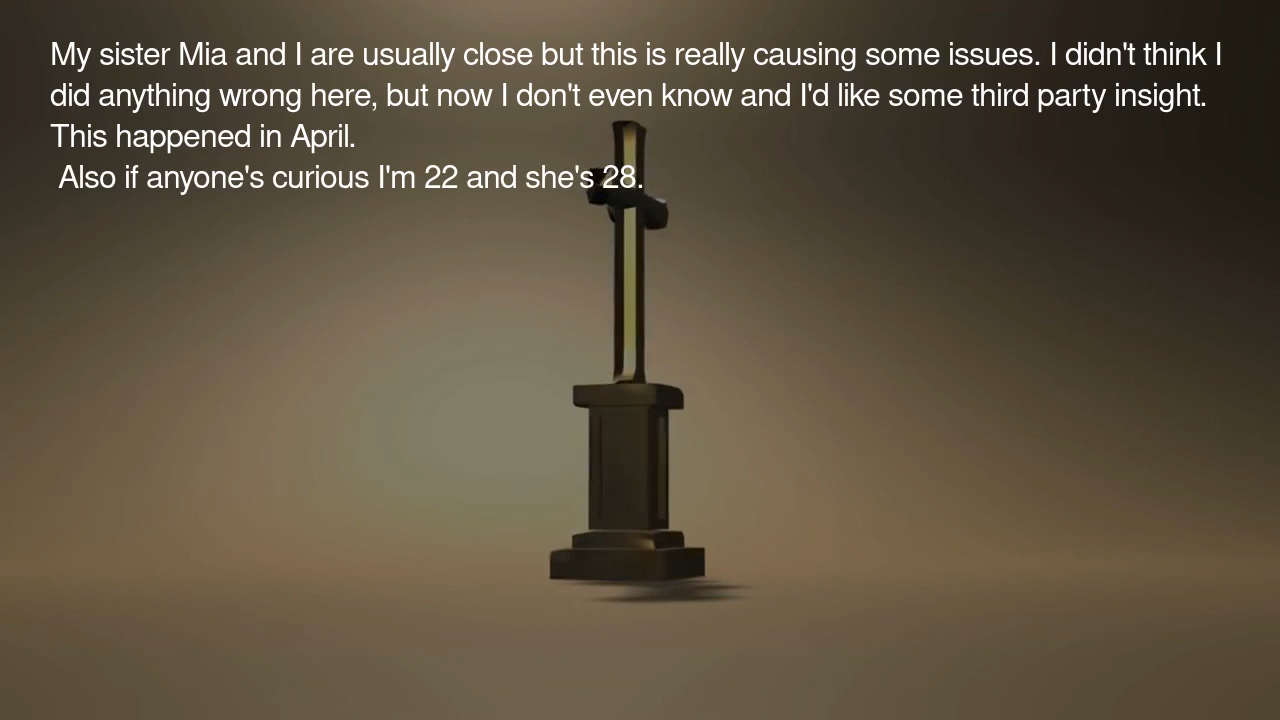 My sister Mia and I are usually close but this is really causing some issues. I didn't think I
did anything wrong here, but now I don't even know and I'd like some third party insight.
This happened in April.
Also if anyone's curious I'm 22 and she's 28.